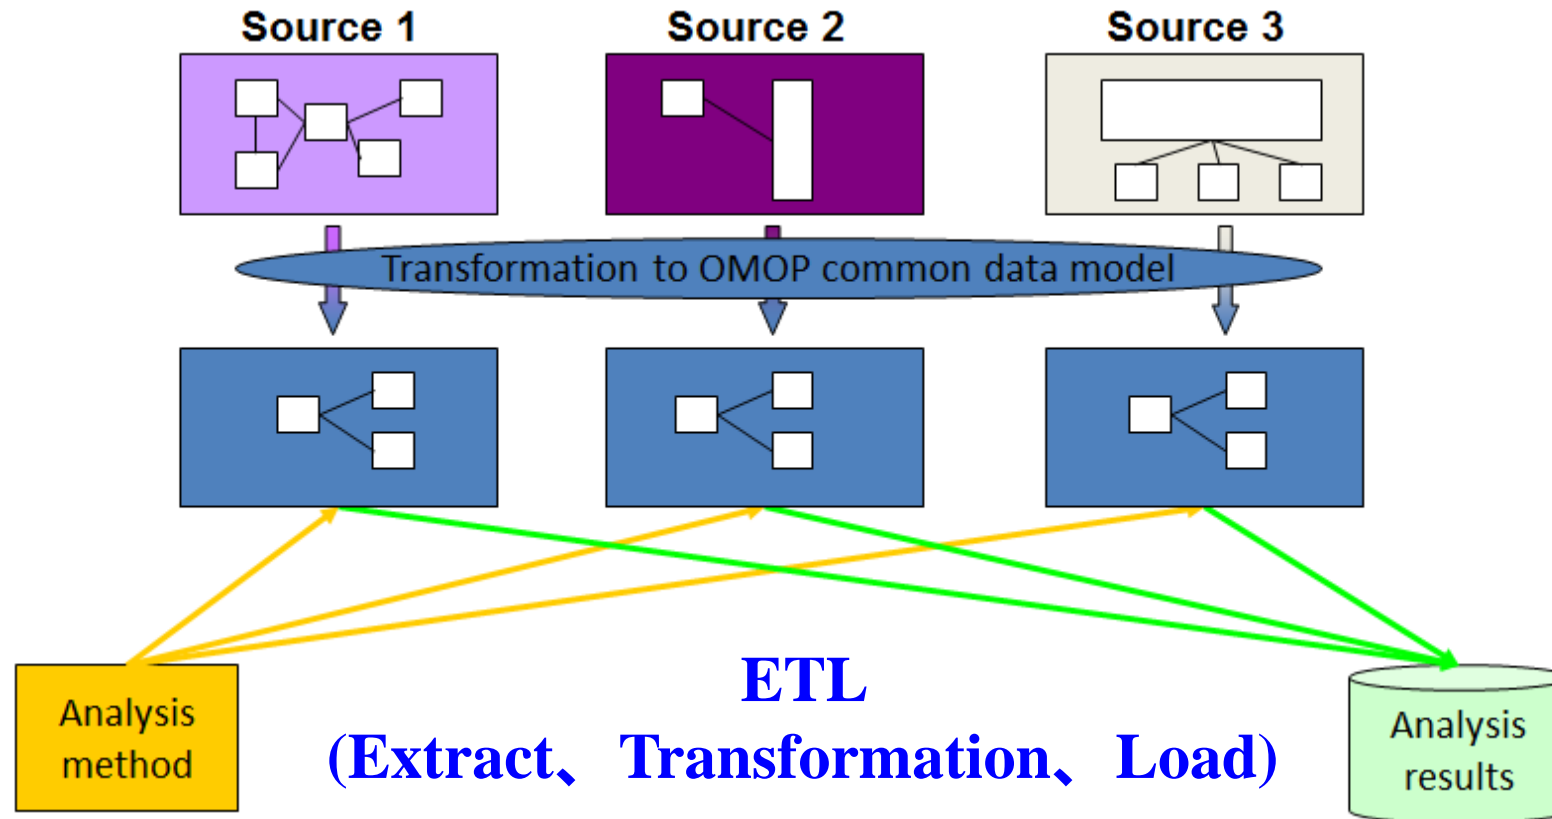 Source 1
Source 2
Source 3
Transformation to OMOP common data model
Analysis
method
ETL
(Extract、Transformation、Load)
Analysis
results